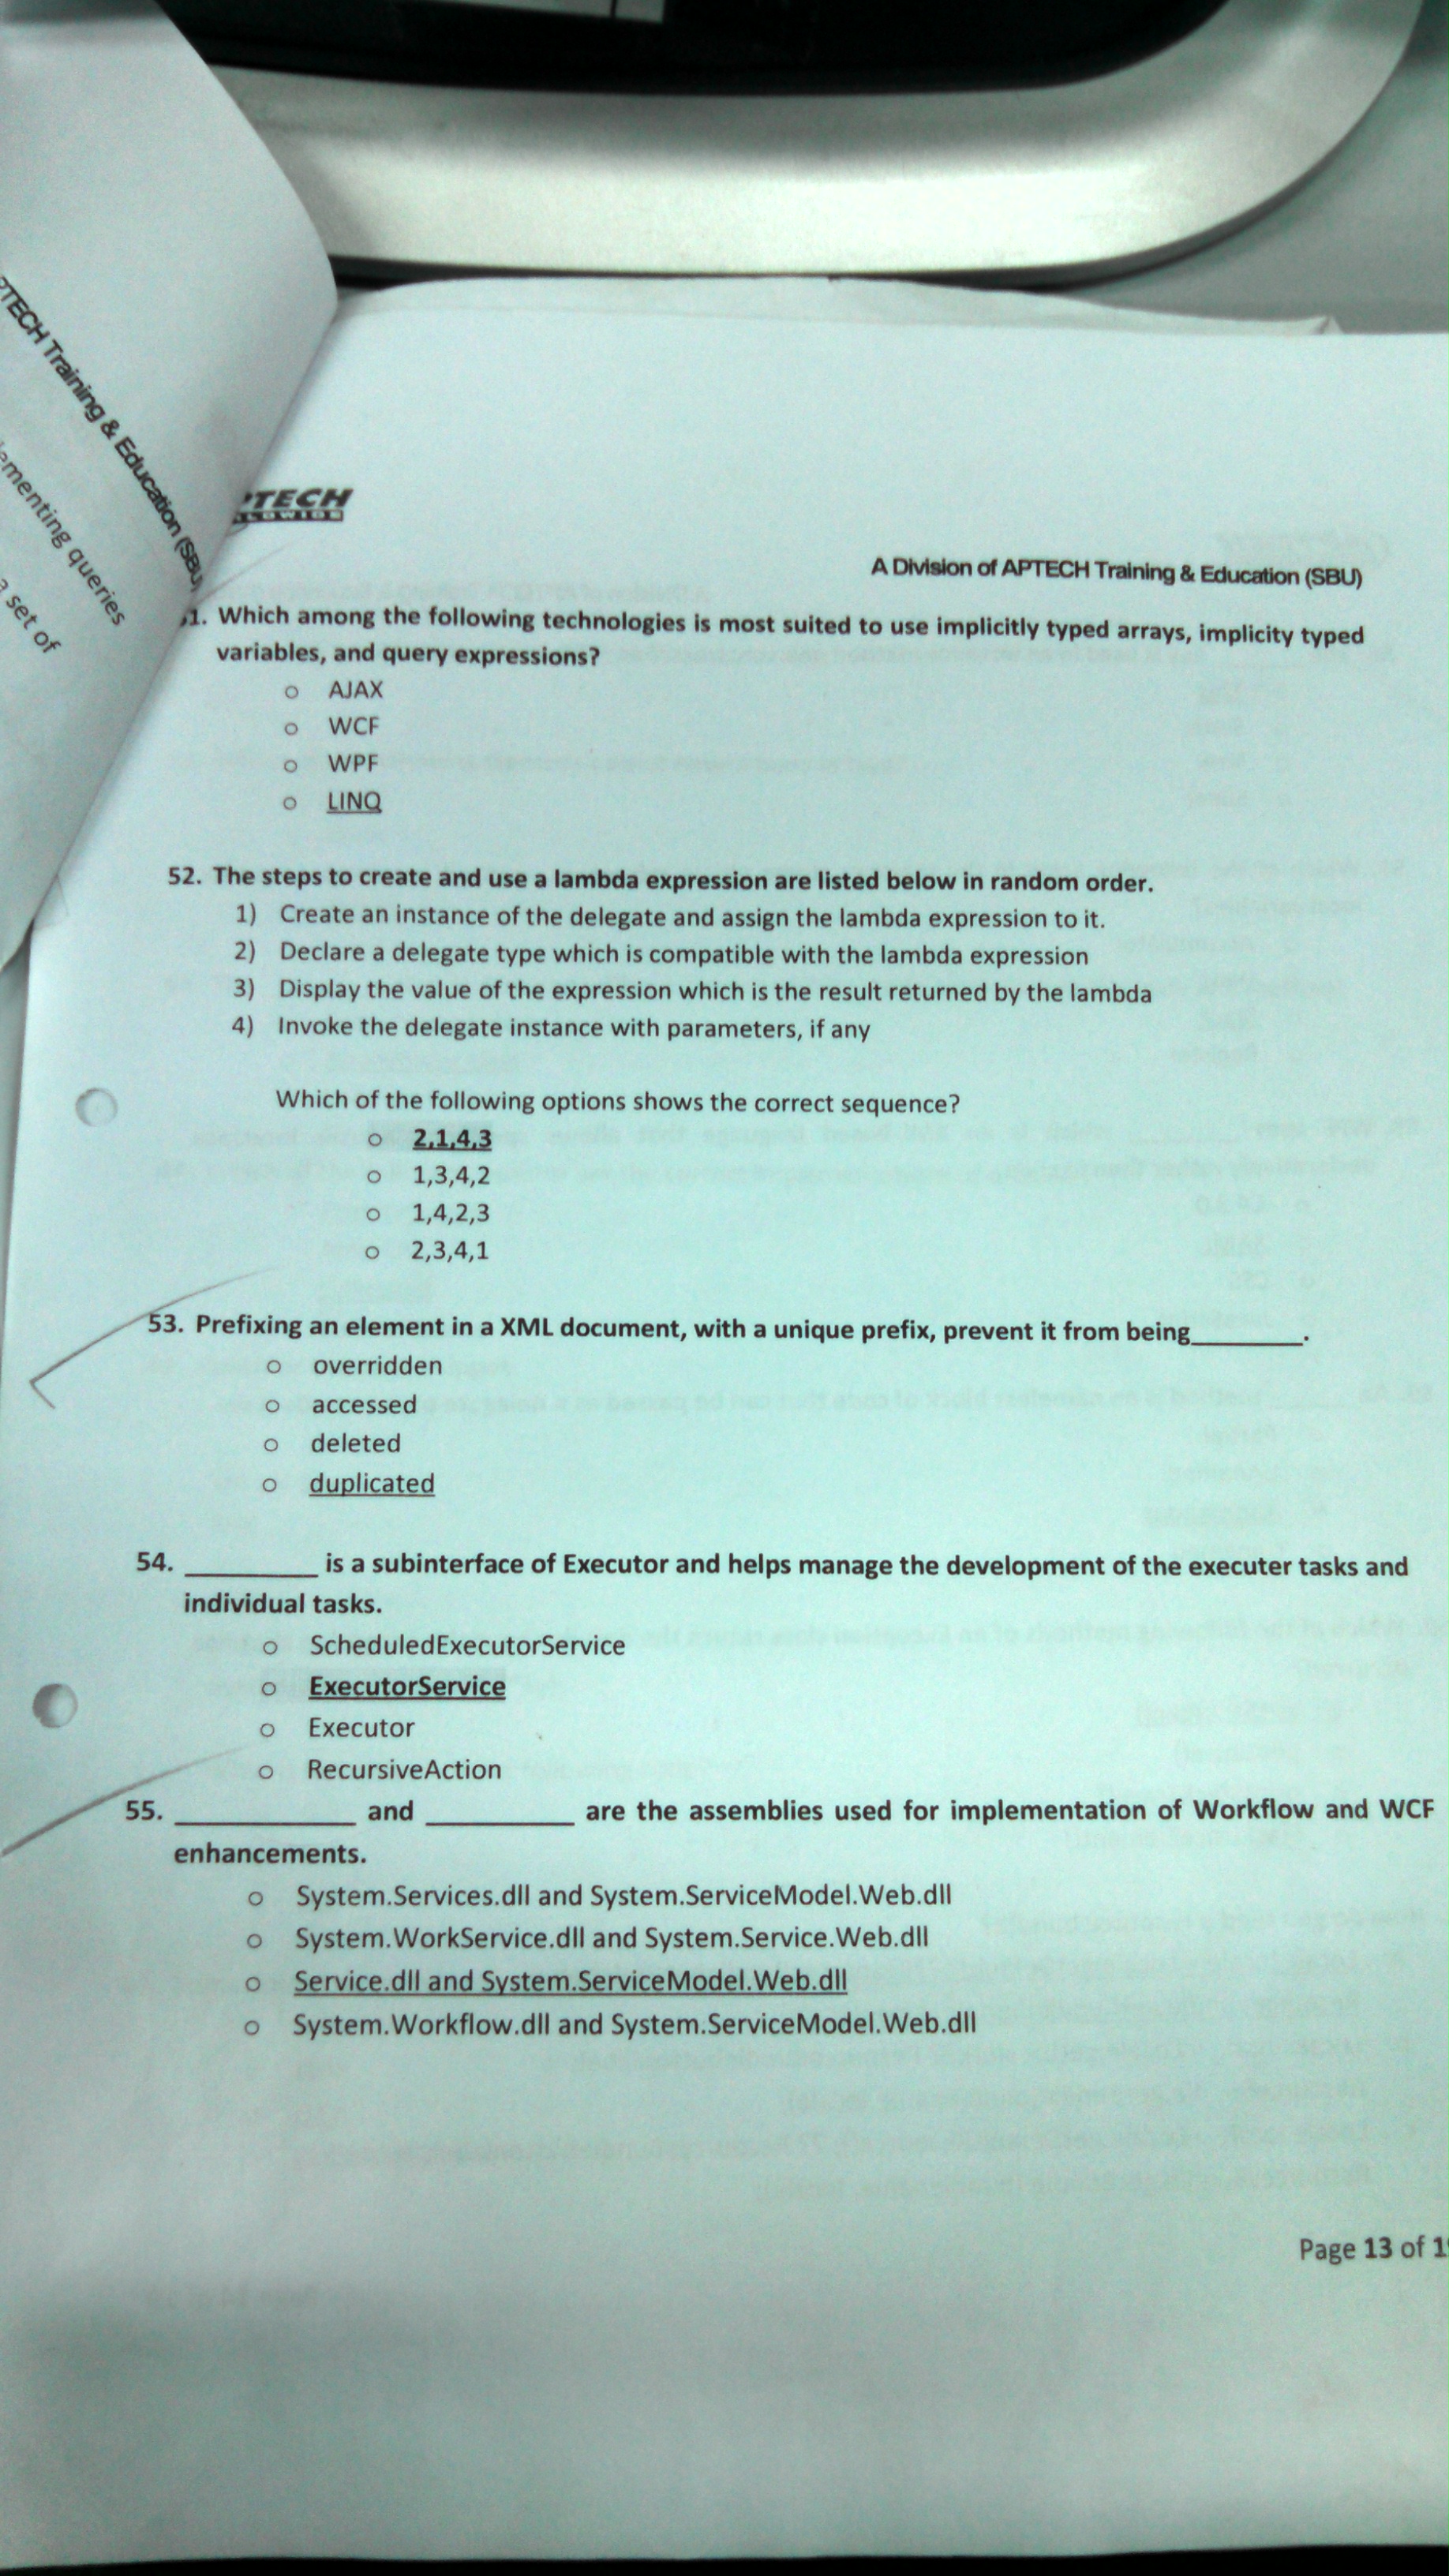 TECH Training & Education (SBU)
ementing queries
set of
TECH
A Division of APTECH Training & Education (SBU)
1. Which among the following technologies is most suited to use implicitly typed arrays, implicity typed
variables, and query expressions?
o AJAX
o WCF
o WPF
o LINQ
52. The steps to create and use a lambda expression are listed below in random order.
1) Create an instance of the delegate and assign the lambda expression to it.
2) Declare a delegate type which is compatible with the lambda expression
3) Display the value of the expression which is the result returned by the lambda
4) Invoke the delegate instance with parameters, if any
Which of the following options shows the correct sequence?
o 2,1,4,3
o 1,3,4,2
o 1,4,2,3
o 2,3,4,1
53. Prefixing an element in a XML document, with a unique prefix, prevent it from being________.
o overridden
o accessed
o deleted
o duplicated
54. __________ is a subinterface of Executor and helps manage the development of the executer tasks and
individual tasks.
o ScheduledExecutorService
o ExecutorService
o Executor
o RecursiveAction
55. ____________ and __________ are the assemblies used for implementation of Workflow and WCF
enhancements.
o System.Services.dll and System.ServiceModel.Web.dll
o System.WorkService.dll and System.Service.Web.dll
o Service.dll and System.ServiceModel.Web.dll
o System.Workflow.dll and System.ServiceModel.Web.dll
Page 13 of 1